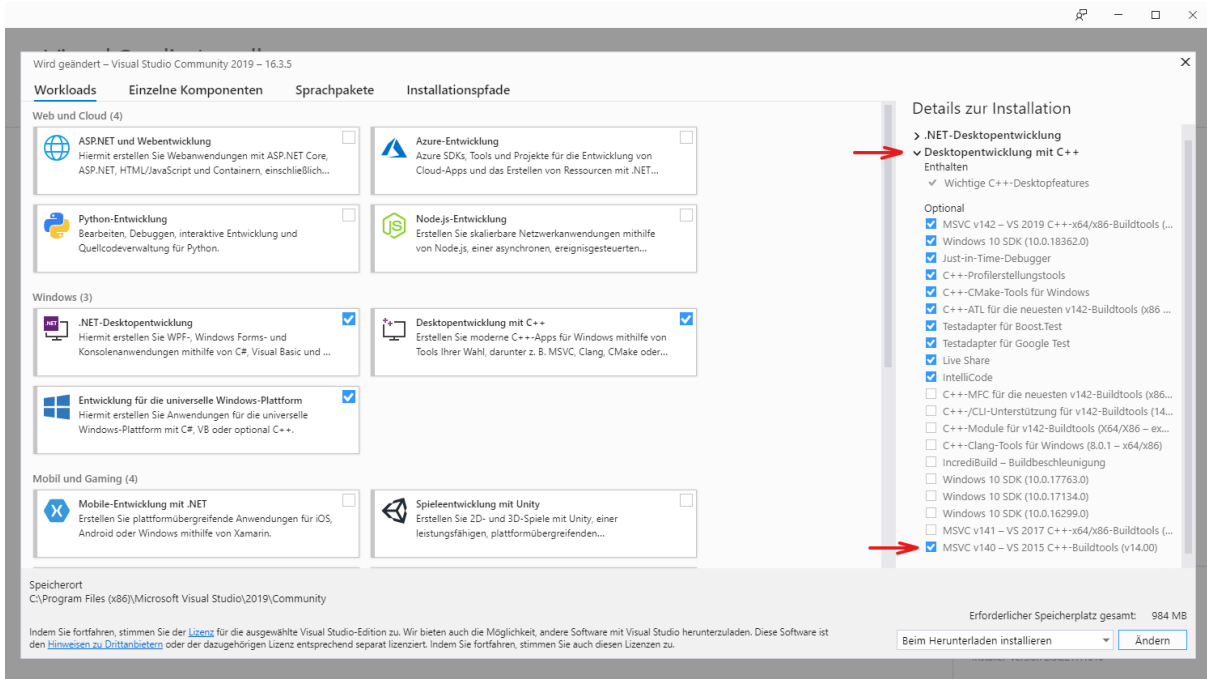 Wird geändert – Visual Studio Community 2019 – 16.3.5
Workloads Einzelne Komponenten Sprachpakete Installationspfade
Web und Cloud (4)
ASP.NET und Webentwicklung
Hiermit erstellen Sie Webanwendungen mit ASP.NET Core,
ASP.NET, HTML/JavaScript und Containern, einschließlich...
Azure-Entwicklung
Azure SDKs, Tools und Projekte für die Entwicklung von
Cloud-Apps und das Erstellen von Ressourcen mit .NET...
Python-Entwicklung
Bearbeiten, Debuggen, interaktive Entwicklung und
Quellcodeverwaltung für Python.
Node.js-Entwicklung
Erstellen Sie skalierbare Netzwerkanwendungen mithilfe
von Node.js, einer asynchronen, ereignisgesteuerten...
Windows (3)
.NET-Desktopentwicklung
Hiermit erstellen Sie WPF-, Windows Forms- und
Konsolenanwendungen mithilfe von C#, Visual Basic und ...
Desktopentwicklung mit C++
Erstellen Sie moderne C++-Apps für Windows mithilfe von
Tools Ihrer Wahl, darunter z. B. MSVC, Clang, CMake oder...
Entwicklung für die universelle Windows-Plattform
Hiermit erstellen Sie Anwendungen für die universelle
Windows-Plattform mit C#, VB oder optional C++.
Mobil und Gaming (4)
Mobile-Entwicklung mit .NET
Erstellen Sie plattformübergreifende Anwendungen für iOS,
Android oder Windows mithilfe von Xamarin.
Spieleentwicklung mit Unity
Erstellen Sie 2D- und 3D-Spiele mit Unity, einer
leistungsfähigen, plattformübergreifenden...
Details zur Installation
.NET-Desktopentwicklung
Desktopentwicklung mit C++
Enthalten
Wichtige C++-Desktopfeatures
Optional
MSVC v142 – VS 2019 C++-x64/x86-Buildtools (...
Windows 10 SDK (10.0.18362.0)
Just-in-Time-Debugger
C++-Profilerstellungstools
C++-CMake-Tools für Windows
C++-ATL für die neuesten v142-Buildtools (x86 ...
Testadapter für Boost.Test
Testadapter für Google Test
Live Share
IntelliCode
C++-MFC für die neuesten v142-Buildtools (x86...
C++-/CLI-Unterstützung für v142-Buildtools (14...
C++-Module für v142-Buildtools (X64/X86 – ex...
C++-Clang-Tools für Windows (8.0.1 – x64/x86)
IncrediBuild – Buildbeschleunigung
Windows 10 SDK (10.0.17763.0)
Windows 10 SDK (10.0.17134.0)
Windows 10 SDK (10.0.16299.0)
MSVC v141 – VS 2017 C++-x64/x86-Buildtools (...
MSVC v140 – VS 2015 C++-Buildtools (v14.00)
Speicherort
C:\Program Files (x86)\Microsoft Visual Studio\2019\Community
Erforderlicher Speicherplatz gesamt: 984 MB
Indem Sie fortfahren, stimmen Sie der Lizenz für die ausgewählte Visual Studio-Edition zu. Wir bieten auch die Möglichkeit, andere Software mit Visual Studio herunterzuladen. Diese Software ist
den Hinweisen zu Drittanbietern oder der dazugehörigen Lizenz entsprechend separat lizenziert. Indem Sie fortfahren, stimmen Sie auch diesen Lizenzen zu.
Beim Herunterladen installieren Ändern